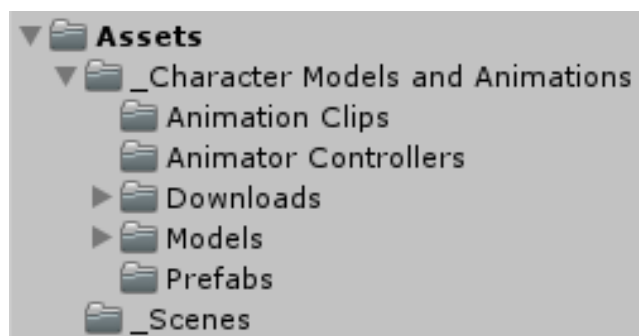 Assets
_Character Models and Animations
Animation Clips
Animator Controllers
Downloads
Models
Prefabs
_Scenes